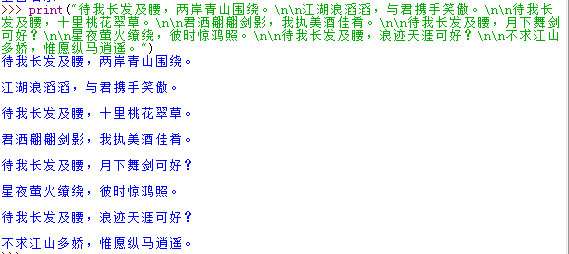 >>> print("待我长发及腰，两岸青山围绕。\n\n江湖浪滔滔，与君携手笑傲。\n\n待我长
发及腰，十里桃花翠草。\n\n君洒翩翩剑影，我执美酒佳肴。\n\n待我长发及腰，月下舞剑
可好？\n\n星夜萤火缭绕，彼时惊鸿照。\n\n待我长发及腰，浪迹天涯可好？\n\n不求江山
多娇，惟愿纵马逍遥。")
待我长发及腰，两岸青山围绕。
江湖浪滔滔，与君携手笑傲。
待我长发及腰，十里桃花翠草。
君洒翩翩剑影，我执美酒佳肴。
待我长发及腰，月下舞剑可好？
星夜萤火缭绕，彼时惊鸿照。
待我长发及腰，浪迹天涯可好？
不求江山多娇，惟愿纵马逍遥。